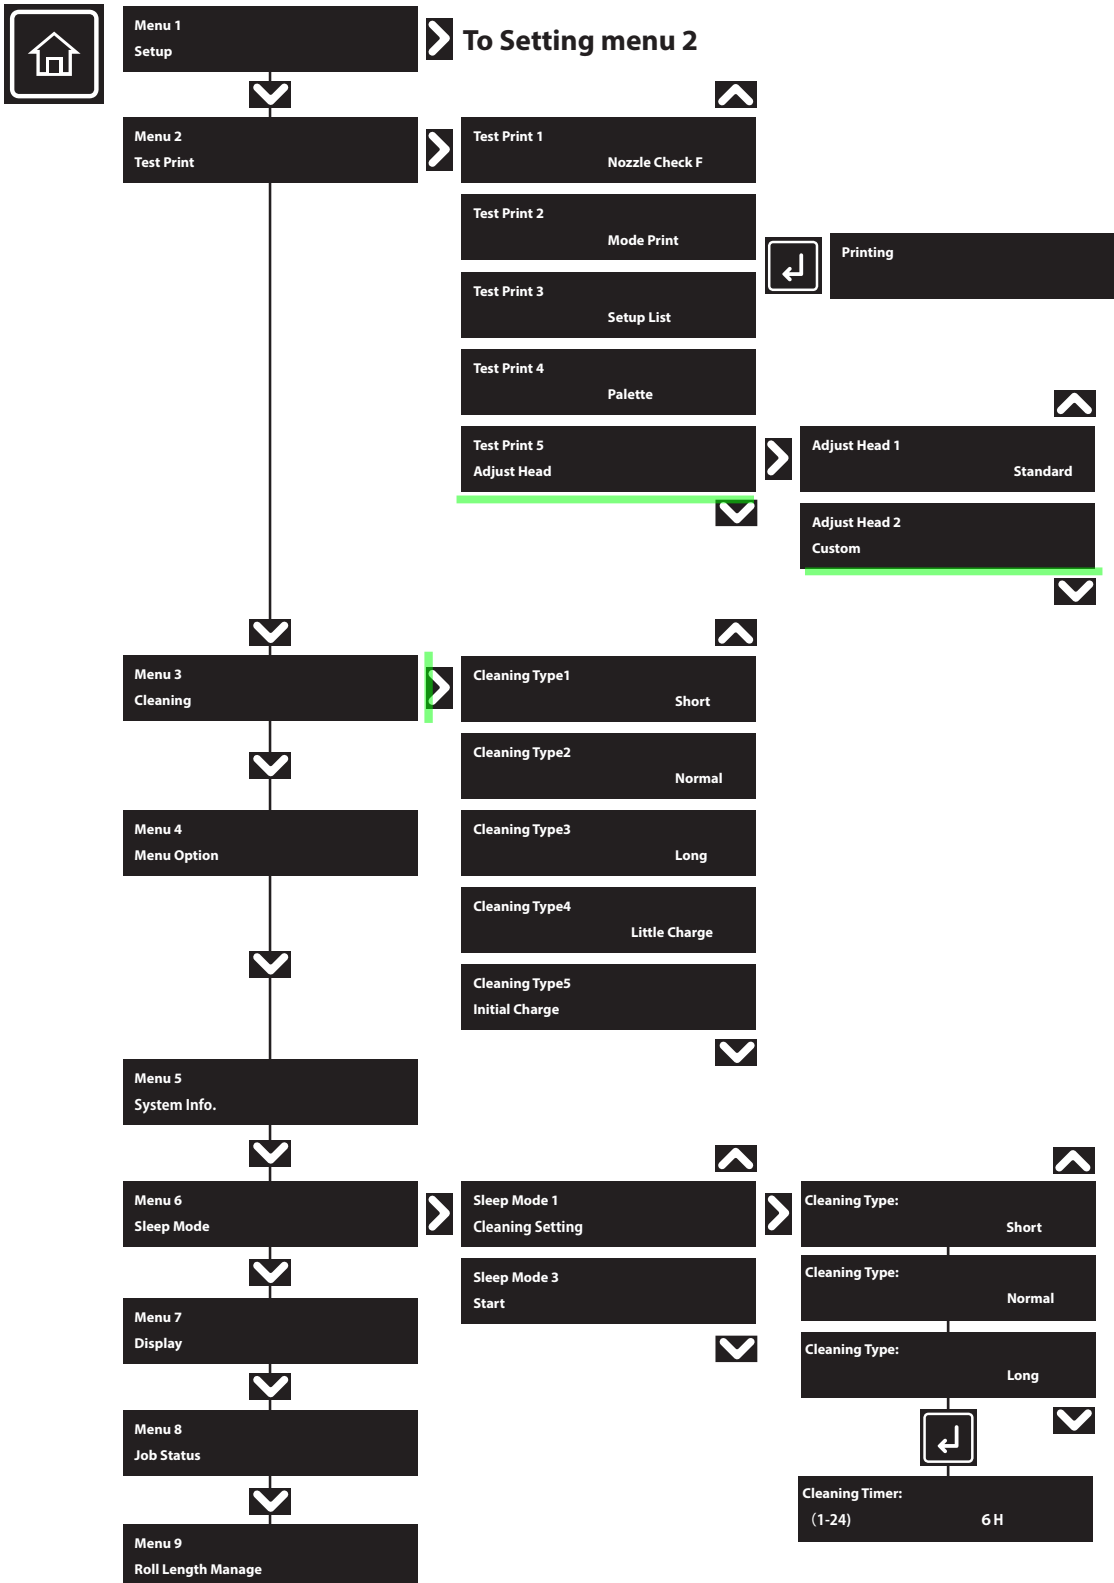 Menu 1
Setup
To Setting menu 2
Menu 2
Test Print
Test Print 1
Nozzle Check F
Test Print 2
Mode Print
Printing
Test Print 3
Setup List
Test Print 4
Palette
Test Print 5
Adjust Head
Adjust Head 1
Standard
Adjust Head 2
Custom
Menu 3
Cleaning
Cleaning Type1
Short
Cleaning Type2
Normal
Menu 4
Menu Option
Cleaning Type3
Long
Cleaning Type4
Little Charge
Cleaning Type5
Initial Charge
Menu 5
System Info.
Menu 6
Sleep Mode
Sleep Mode 1
Cleaning Setting
Cleaning Type:
Short
Sleep Mode 3
Start
Cleaning Type:
Normal
Menu 7
Display
Cleaning Type:
Long
Menu 8
Job Status
Cleaning Timer:
(1-24) 6 H
Menu 9
Roll Length Manage